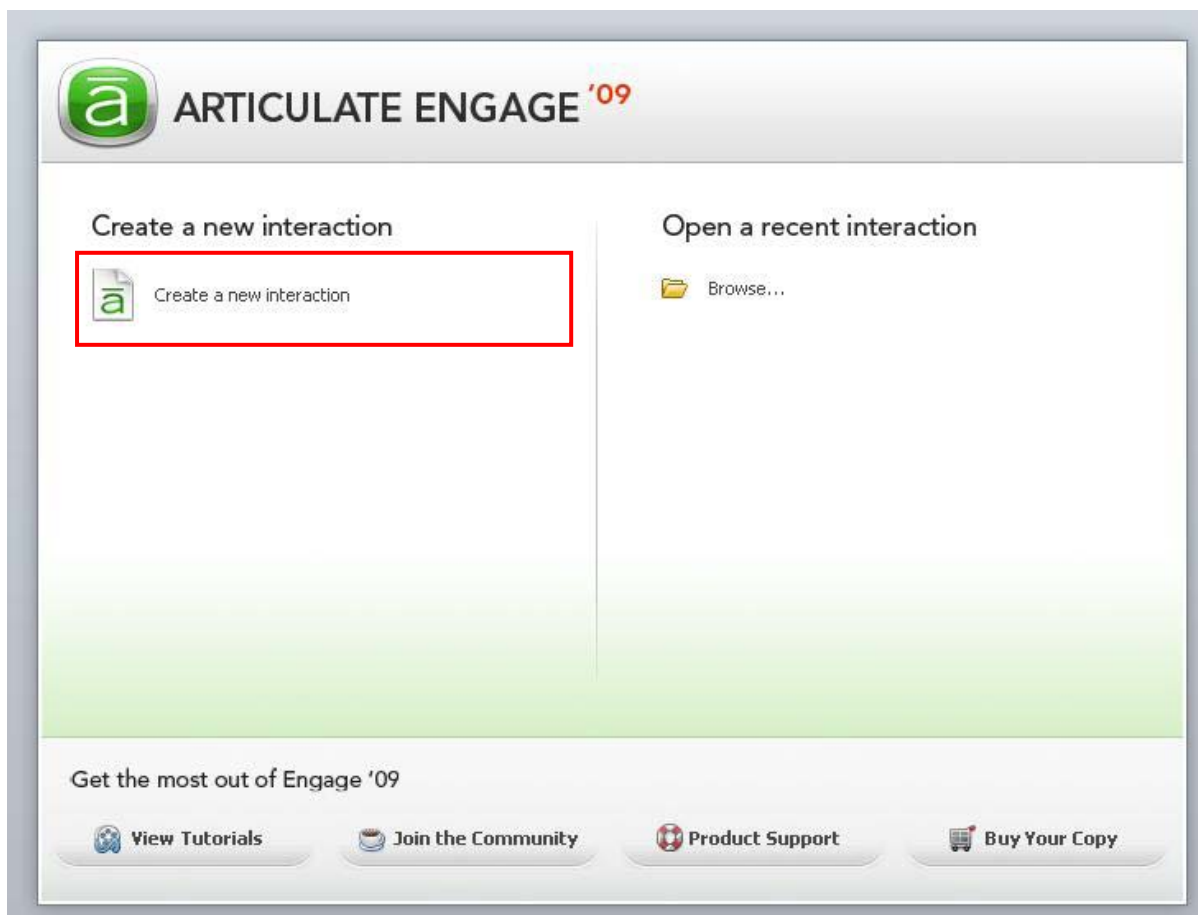 ā ARTICULATE ENGAGE '09
Create a new interaction
ā Create a new interaction
Open a recent interaction
Browse...
Get the most out of Engage '09
View Tutorials
Join the Community
Product Support
Buy Your Copy